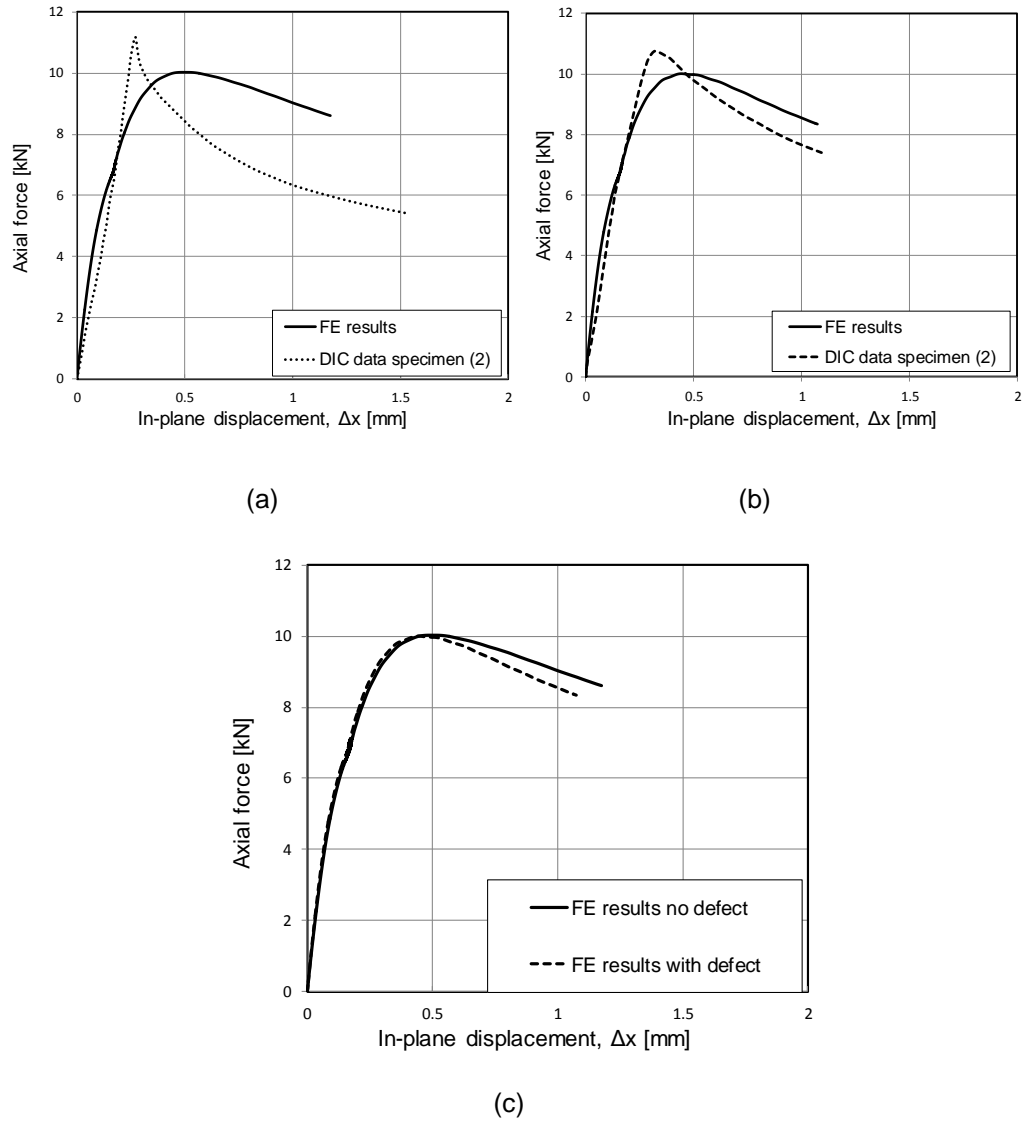 12
10
8
6
4
2
0
Axial force [kN]
0
0.5
1
1.5
2
In-plane displacement, Δx [mm]
FE results
DIC data specimen (2)
(a)
12
10
8
6
4
2
0
Axial force [kN]
0
0.5
1
1.5
2
In-plane displacement, Δx [mm]
FE results
DIC data specimen (2)
(b)
12
10
8
6
4
2
0
Axial force [kN]
0
0.5
1
1.5
2
In-plane displacement, Δx [mm]
FE results no defect
FE results with defect
(c)